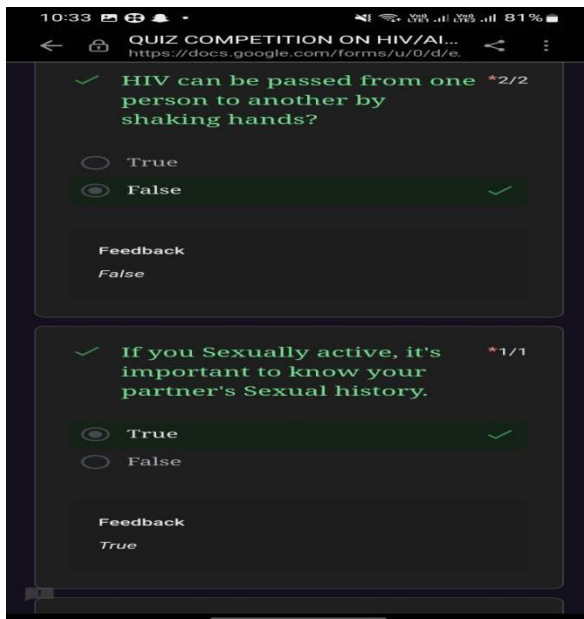 10:33 81%
QUIZ COMPETITION ON HIV/AI...
https://docs.google.com/forms/u/0/d/e.
HIV can be passed from one *2/2
person to another by
shaking hands?
True
False
Feedback
False
If you Sexually active, it's *1/1
important to know your
partner's Sexual history.
True
False
Feedback
True